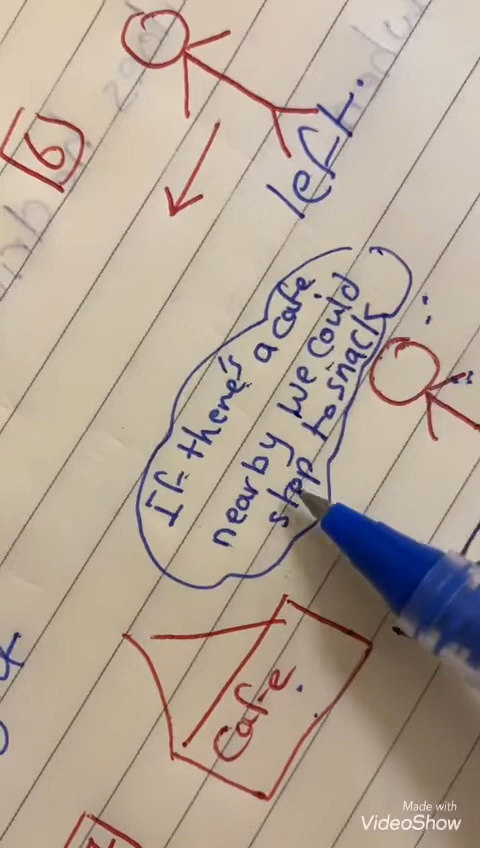 6
left.
If there's a cafe
nearby we could
stop to snack
Cafe.
Made with
VideoShow